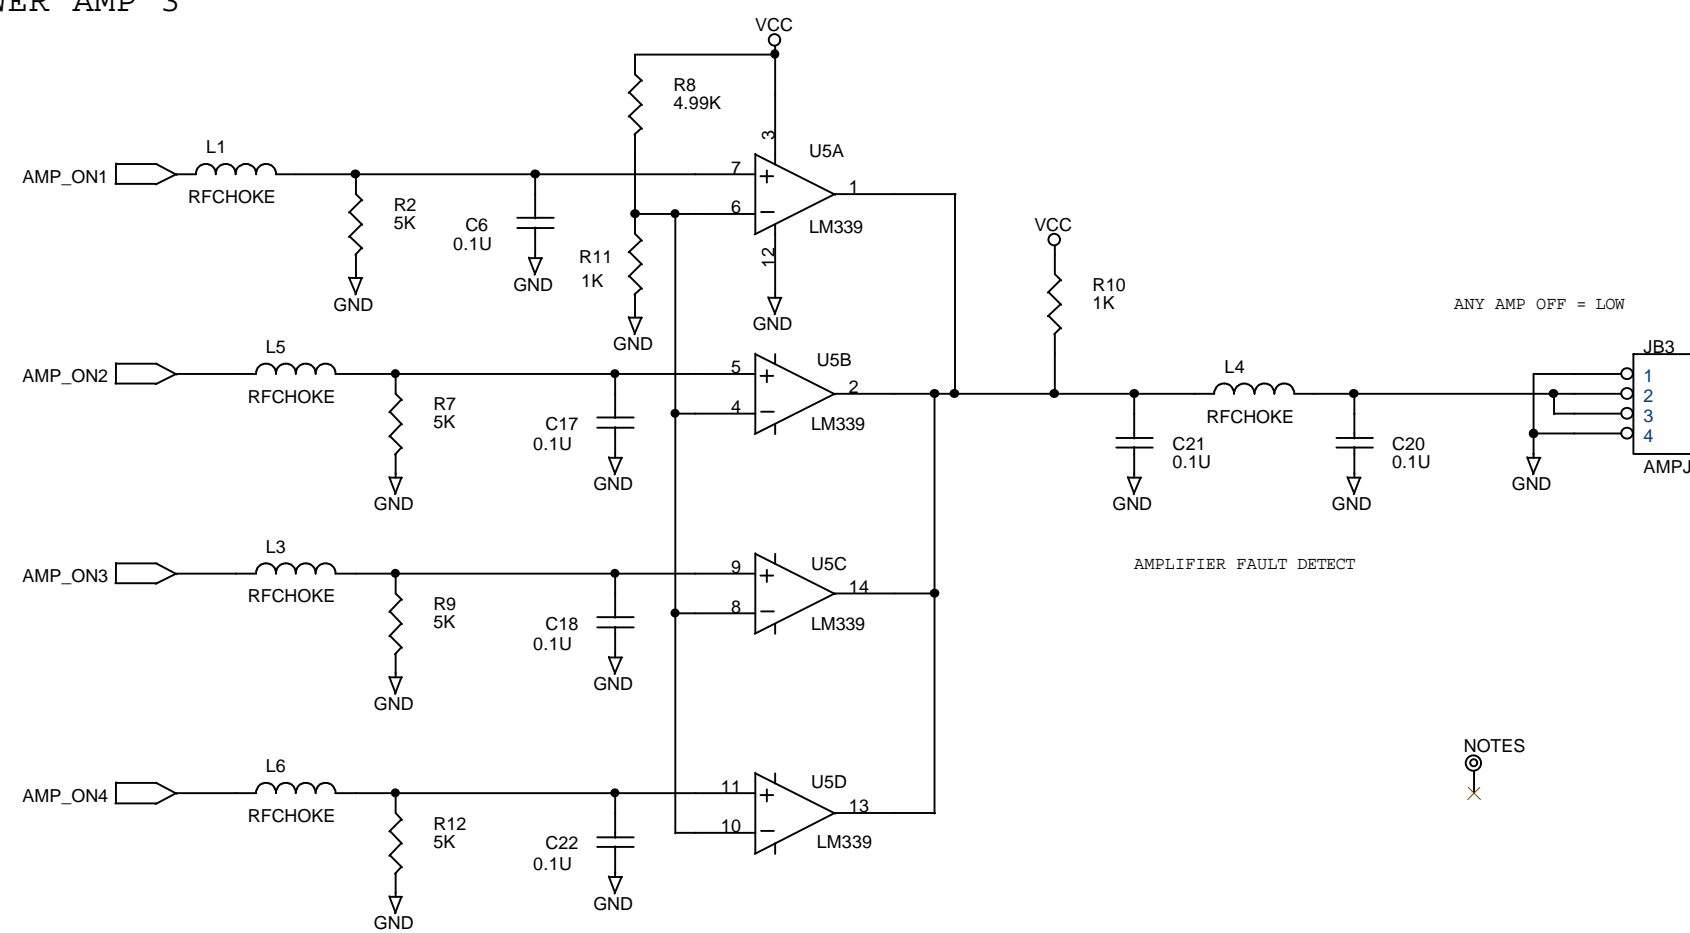 AMP 3
VCC
R8
4.99K
3
L1
U5A
AMP_ON1
7
+
1
RFCHOKE
R2
5K
C6
0.1U
6
−
LM339
VCC
R11
1K
12
R10
1K
GND
GND
GND
GND
ANY AMP OFF = LOW
JB3
L5
U5B
L4
1
AMP_ON2
5
+
2
2
RFCHOKE
RFCHOKE
R7
5K
4
−
3
C17
0.1U
LM339
4
C21
0.1U
C20
0.1U
AMPJ
GND
GND
GND
GND
GND
L3
U5C
AMPLIFIER FAULT DETECT
AMP_ON3
9
+
14
RFCHOKE
R9
5K
8
−
C18
0.1U
LM339
GND
GND
NOTES
L6
U5D
AMP_ON4
11
+
13
RFCHOKE
R12
5K
10
−
C22
0.1U
LM339
GND
GND